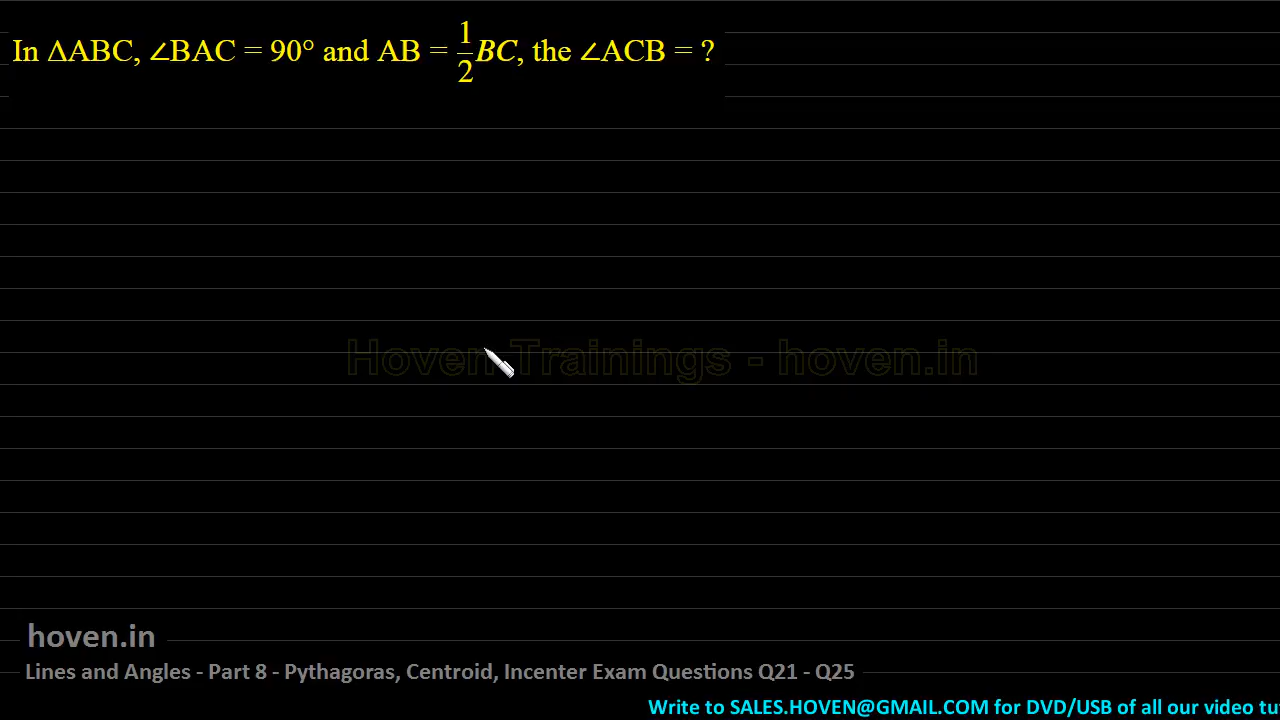 In ΔABC, ∠BAC = 90° and AB = 1/2 BC, the ∠ACB = ?
Hoven Trainings - hoven.in
hoven.in
Lines and Angles - Part 8 - Pythagoras, Centroid, Incenter Exam Questions Q21 - Q25
Write to SALES.HOVEN@GMAIL.COM for DVD/USB of all our video tu